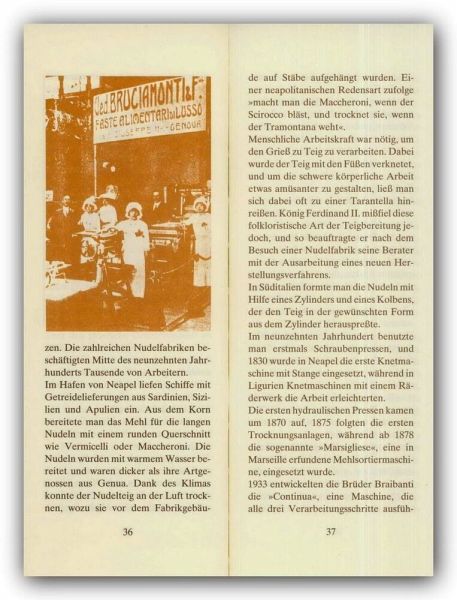 Ved. BRUCIAMONTI & F.
PASTE ALIMENTARI di LUSSO
GIUSEPPE GENOVA
zen. Die zahlreichen Nudelfabriken be-
schäftigten Mitte des neunzehnten Jahr-
hunderts Tausende von Arbeitern.
Im Hafen von Neapel liefen Schiffe mit
Getreidelieferungen aus Sardinien, Sizi-
lien und Apulien ein. Aus dem Korn
bereitete man das Mehl für die langen
Nudeln mit einem runden Querschnitt
wie Vermicelli oder Maccheroni. Die
Nudeln wurden mit warmem Wasser be-
reitet und waren dicker als ihre Artge-
nossen aus Genua. Dank des Klimas
konnte der Nudelteig an der Luft trock-
nen, wozu sie vor dem Fabrikgebäu-
36
de auf Stäbe aufgehängt wurden. Ei-
ner neapolitanischen Redensart zufolge
»macht man die Maccheroni, wenn der
Scirocco bläst, und trocknet sie, wenn
der Tramontana weht«.
Menschliche Arbeitskraft war nötig, um
den Grieß zu Teig zu verarbeiten. Dabei
wurde der Teig mit den Füßen verknetet,
und um die schwere körperliche Arbeit
etwas amüsanter zu gestalten, ließ man
sich dabei oft zu einer Tarantella hin-
reißen. König Ferdinand II. mißfiel diese
folkloristische Art der Teigbereitung je-
doch, und so beauftragte er nach dem
Besuch einer Nudelfabrik seine Berater
mit der Ausarbeitung eines neuen Her-
stellungsverfahrens.
In Süditalien formte man die Nudeln mit
Hilfe eines Zylinders und eines Kolbens,
der den Teig in der gewünschten Form
aus dem Zylinder herauspreßte.
Im neunzehnten Jahrhundert benutzte
man erstmals Schraubenpressen, und
1830 wurde in Neapel die erste Knetma-
schine mit Stange eingesetzt, während in
Ligurien Knetmaschinen mit einem Rä-
derwerk die Arbeit erleichterten.
Die ersten hydraulischen Pressen kamen
um 1870 auf, 1875 folgten die ersten
Trocknungsanlagen, während ab 1878
die sogenannte »Marsigliese«, eine in
Marseille erfundene Mehlsortiermaschi-
ne, eingesetzt wurde.
1933 entwickelten die Brüder Braibanti
die »Continua«, eine Maschine, die
alle drei Verarbeitungsschritte ausfüh-
37